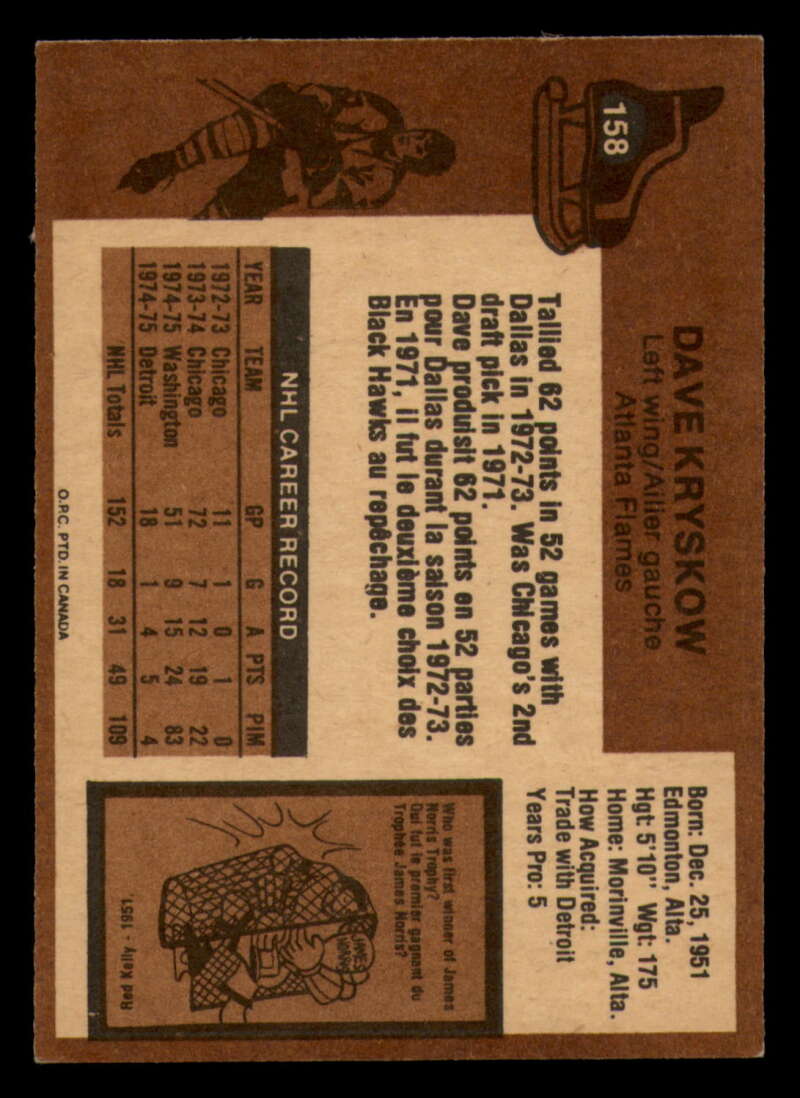 158
DAVE KRYSKOW
Left wing/Ailier gauche
Atlanta Flames
Born: Dec. 25, 1951
Edmonton, Alta.
Hgt: 5'10" Wgt: 175
Home: Morinville, Alta.
How Acquired:
Trade with Detroit
Years Pro: 5
Tallied 62 points in 52 games with
Dallas in 1972-73. Was Chicago's 2nd
draft pick in 1971.
Dave produisit 62 points en 52 parties
pour Dallas durant la saison 1972-73.
En 1971, il fut le deuxième choix des
Black Hawks au repêchage.
NHL CAREER RECORD
YEAR TEAM GP G A PTS PIM
1972-73 Chicago 11 1 0 1 0
1973-74 Chicago 72 7 12 19 22
1974-75 Washington 51 9 15 24 83
1974-75 Detroit 18 1 4 5 4
NHL Totals 152 18 31 49 109
Who was first winner of James
Norris Trophy?
Qui fut le premier gagnant du
Trophée James Norris?
JAMES
NORRIS
Red Kelly - 1951.
O.P.C. PTD. IN CANADA